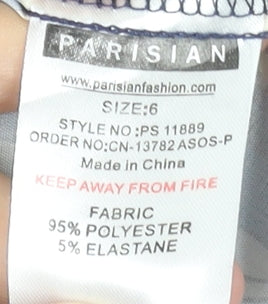 PARISIAN
www.parisianfashion.com
SIZE:6
STYLE NO:PS 11889
ORDER NO:CN-13782 ASOS-P
Made in China
KEEP AWAY FROM FIRE
FABRIC
95% POLYESTER
5% ELASTANE